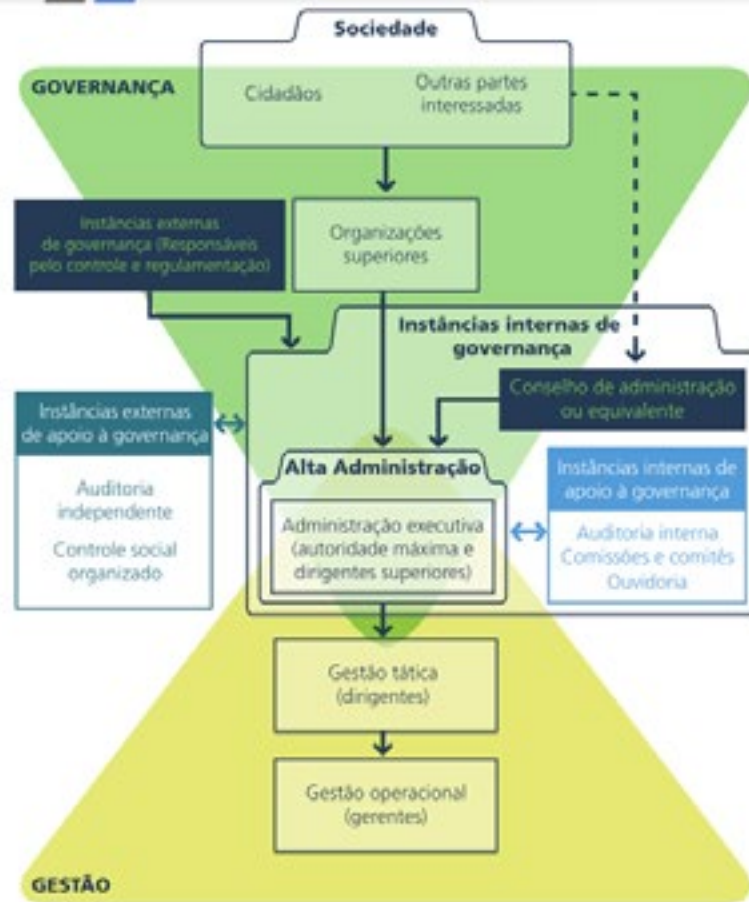 Sociedade
GOVERNANÇA
Cidadãos
Outras partes
interessadas
Instâncias externas
de governança (Responsáveis
pelo controle e regulamentação)
Organizações
superiores
Instâncias internas de
governança
Conselho de administração
ou equivalente
Instâncias externas
de apoio à governança
Auditoria
independente
Controle social
organizado
Alta Administração
Administração executiva
(autoridade máxima e
dirigentes superiores)
Instâncias internas de
apoio à governança
Auditoria interna
Comissões e comitês
Ouvidoria
Gestão tática
(dirigentes)
Gestão operacional
(gerentes)
GESTÃO